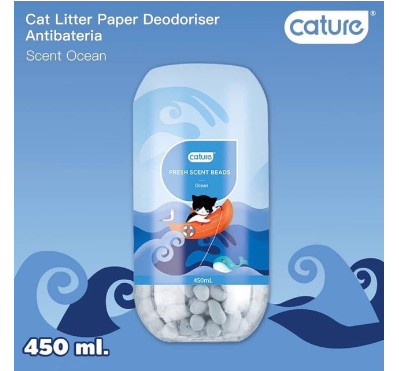 Cat Litter Paper Deodoriser
Antibateria
Scent Ocean
cature®
cature
FRESH SCENT BEADS
Ocean
450mL
450 ml.